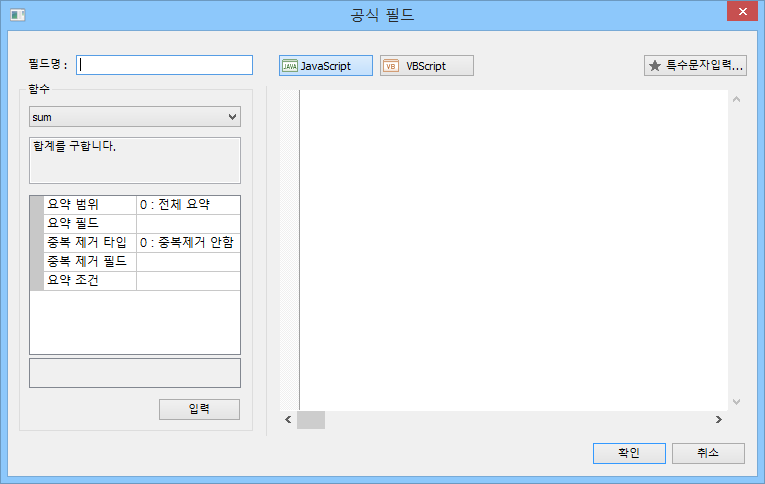 공식 필드
필드명 :
JAVA JavaScript
VB VBScript
특수문자입력...
함수
sum
합계를 구합니다.
요약 범위 0 : 전체 요약
요약 필드
중복 제거 타입 0 : 중복제거 안함
중복 제거 필드
요약 조건
입력
확인
취소